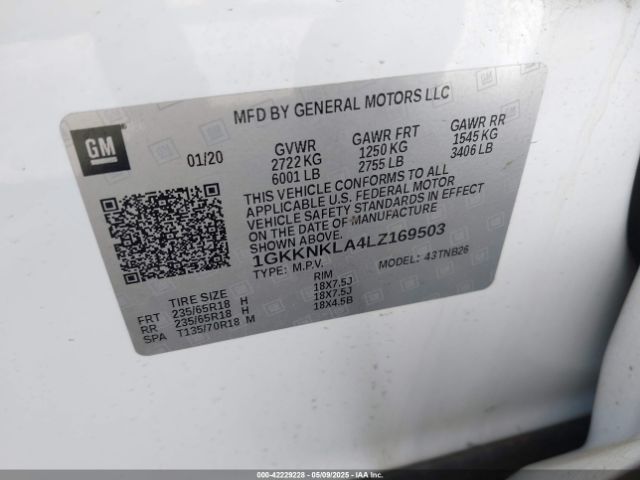 MFD BY GENERAL MOTORS LLC
GM
01/20
GVWR
2722 KG
6001 LB
GAWR FRT
1250 KG
2755 LB
GAWR RR
1545 KG
3406 LB
THIS VEHICLE CONFORMS TO ALL
APPLICABLE U.S. FEDERAL MOTOR
VEHICLE SAFETY STANDARDS IN EFFECT
ON THE DATE OF MANUFACTURE
SHOWN ABOVE.
1GKKNKLA4LZ169503
TYPE: M.P.V. MODEL: 43TNB26
TIRE SIZE RIM
FRT 235/65R18 H 18X7.5J
RR 235/65R18 H 18X7.5J
SPA T135/70R18 M 18X4.5B
000-42229228 - 05/09/2025 - IAA Inc.